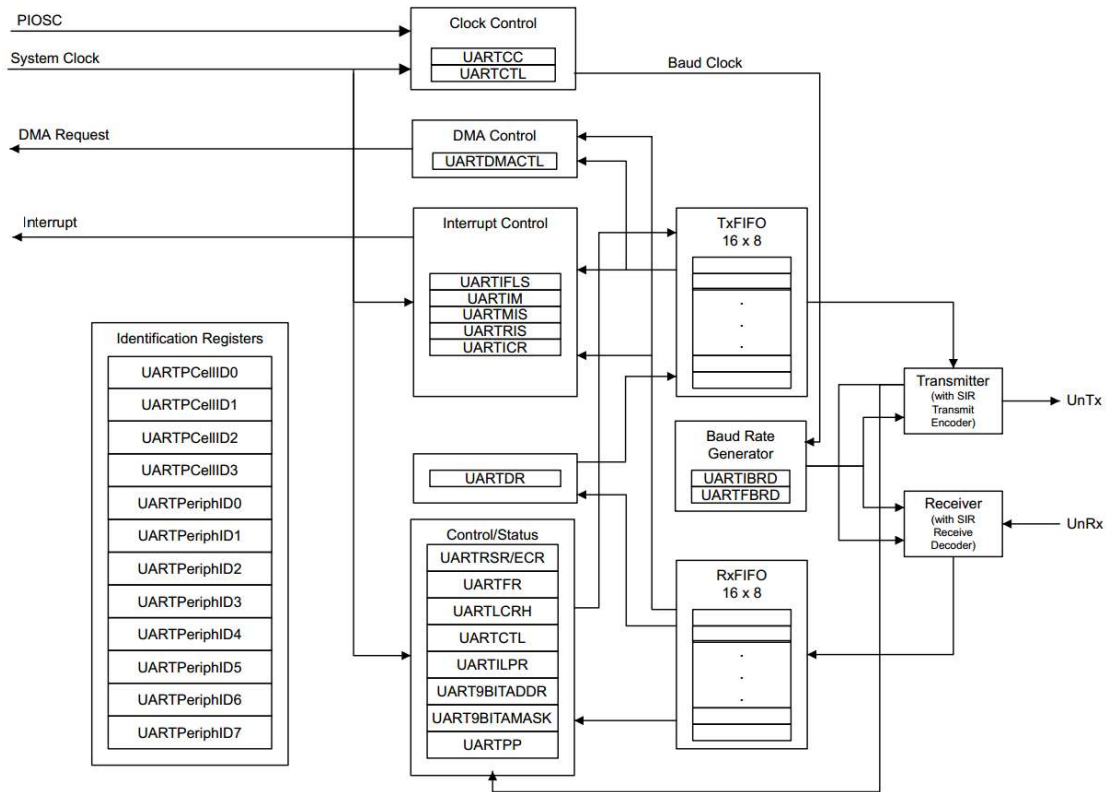 PIOSC
System Clock
Clock Control
UARTCC
UARTCTL
Baud Clock
DMA Request
DMA Control
UARTDMACTL
Interrupt
Interrupt Control
UARTIFLS
UARTIM
UARTMIS
UARTRIS
UARTICR
TxFIFO
16 x 8
.
.
.
Identification Registers
UARTPCellID0
UARTPCellID1
UARTPCellID2
UARTPCellID3
UARTPeriphID0
UARTPeriphID1
UARTPeriphID2
UARTPeriphID3
UARTPeriphID4
UARTPeriphID5
UARTPeriphID6
UARTPeriphID7
UARTDR
Control/Status
UARTRSR/ECR
UARTFR
UARTLCRH
UARTCTL
UARTILPR
UART9BITADDR
UART9BITAMASK
UARTPP
Baud Rate
Generator
UARTIBRD
UARTFBRD
RxFIFO
16 x 8
.
.
.
Transmitter
(with SIR
Transmit
Encoder)
UnTx
Receiver
(with SIR
Receive
Decoder)
UnRx